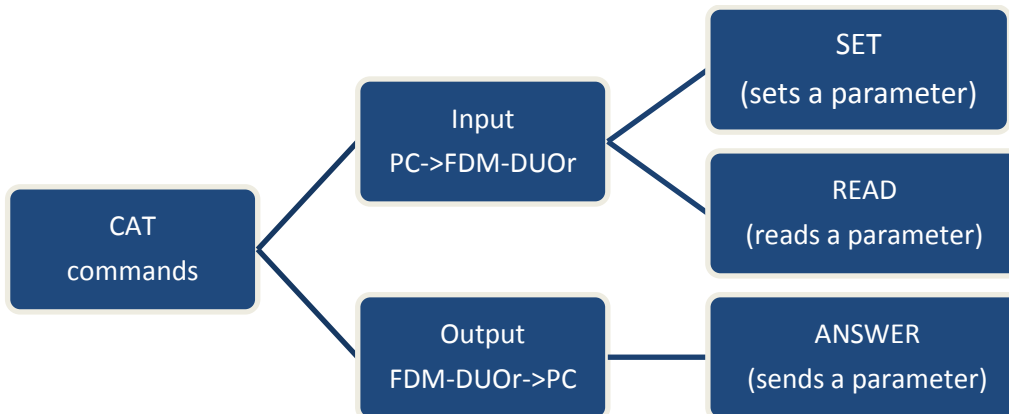 CAT
commands
Input
PC->FDM-DUOr
SET
(sets a parameter)
READ
(reads a parameter)
Output
FDM-DUOr->PC
ANSWER
(sends a parameter)